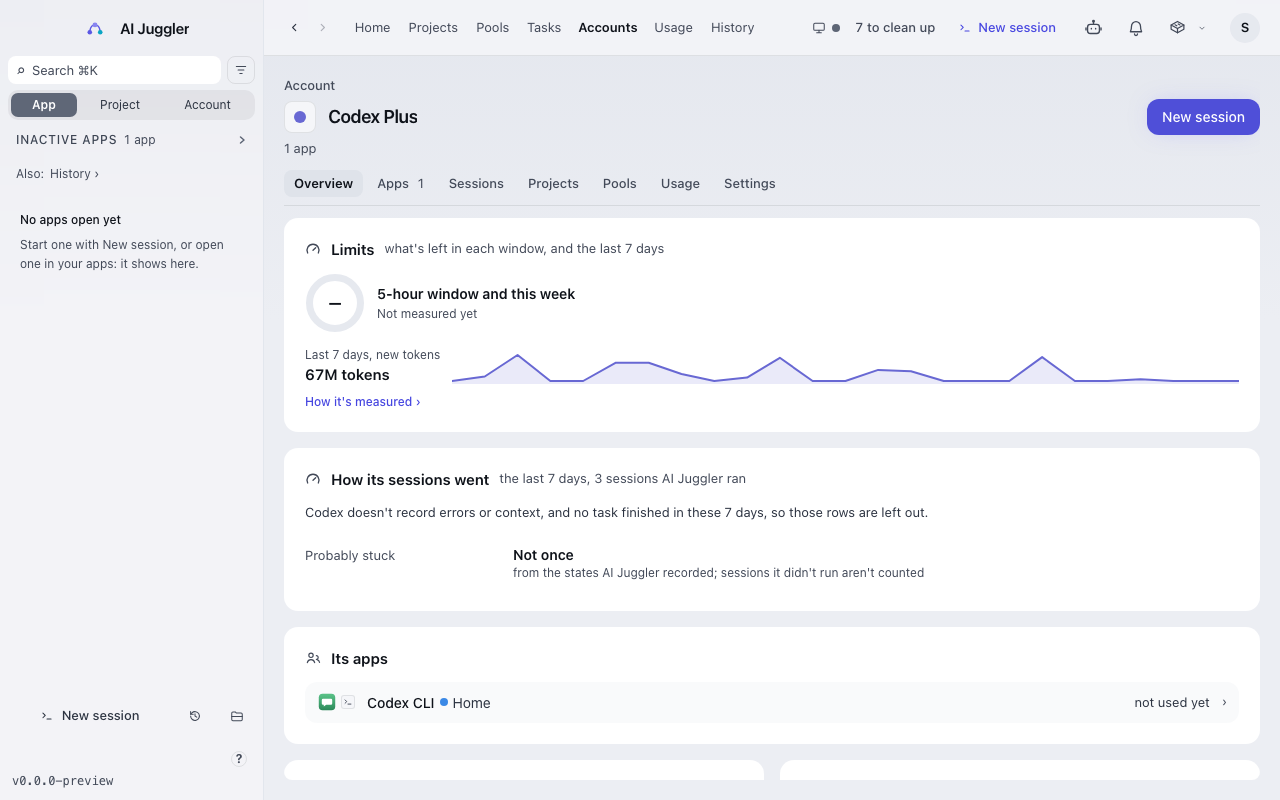 AI Juggler
Search ⌘K
App Project Account
INACTIVE APPS 1 app
Also: History ›
No apps open yet
Start one with New session, or open
one in your apps: it shows here.
New session
?
v0.0.0-preview
Home Projects Pools Tasks Accounts Usage History
7 to clean up
New session
S
Account
Codex Plus
New session
1 app
Overview Apps 1 Sessions Projects Pools Usage Settings
Limits what's left in each window, and the last 7 days
–
5-hour window and this week
Not measured yet
Last 7 days, new tokens
67M tokens
How it's measured ›
How its sessions went the last 7 days, 3 sessions AI Juggler ran
Codex doesn't record errors or context, and no task finished in these 7 days, so those rows are left out.
Probably stuck Not once
from the states AI Juggler recorded; sessions it didn't run aren't counted
Its apps
Codex CLI Home not used yet ›